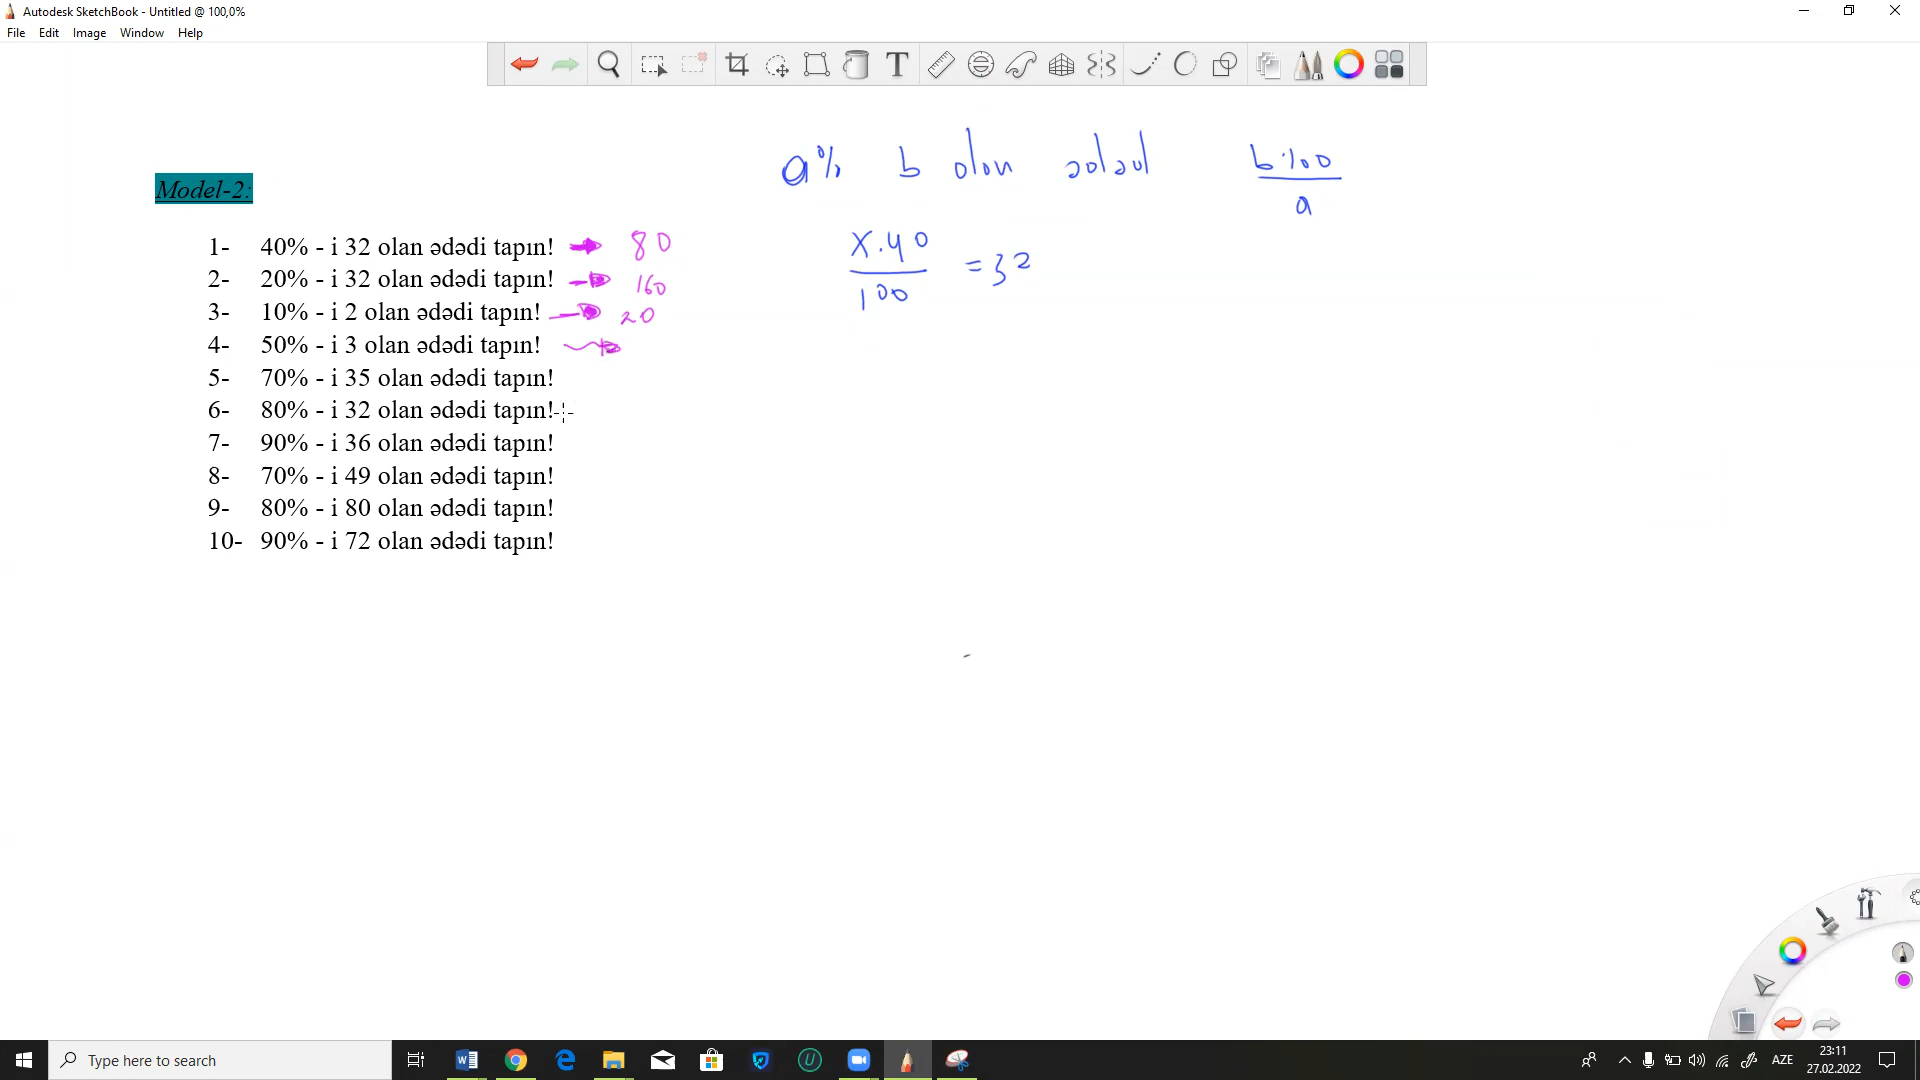 Autodesk SketchBook - Untitled @ 100,0%
File Edit Image Window Help
a% b olan ədəd b·100
a
Model-2:
1- 40% - i 32 olan ədədi tapın! 80
2- 20% - i 32 olan ədədi tapın! 160
3- 10% - i 2 olan ədədi tapın! 20
4- 50% - i 3 olan ədədi tapın!
5- 70% - i 35 olan ədədi tapın!
6- 80% - i 32 olan ədədi tapın!
7- 90% - i 36 olan ədədi tapın!
8- 70% - i 49 olan ədədi tapın!
9- 80% - i 80 olan ədədi tapın!
10- 90% - i 72 olan ədədi tapın!
x.40
100
=32
Type here to search
AZE
23:11
27.02.2022